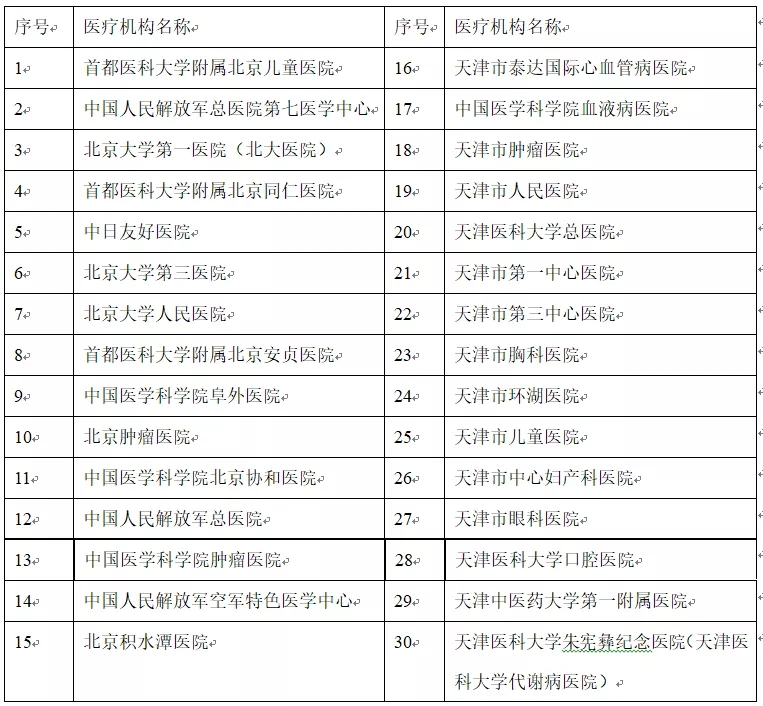 序号 医疗机构名称 序号 医疗机构名称
1 首都医科大学附属北京儿童医院 16 天津市泰达国际心血管病医院
2 中国人民解放军总医院第七医学中心 17 中国医学科学院血液病医院
3 北京大学第一医院（北大医院） 18 天津市肿瘤医院
4 首都医科大学附属北京同仁医院 19 天津市人民医院
5 中日友好医院 20 天津医科大学总医院
6 北京大学第三医院 21 天津市第一中心医院
7 北京大学人民医院 22 天津市第三中心医院
8 首都医科大学附属北京安贞医院 23 天津市胸科医院
9 中国医学科学院阜外医院 24 天津市环湖医院
10 北京肿瘤医院 25 天津市儿童医院
11 中国医学科学院北京协和医院 26 天津市中心妇产科医院
12 中国人民解放军总医院 27 天津市眼科医院
13 中国医学科学院肿瘤医院 28 天津医科大学口腔医院
14 中国人民解放军空军特色医学中心 29 天津中医药大学第一附属医院
15 北京积水潭医院 30 天津医科大学朱宪彝纪念医院（天津医
科大学代谢病医院）